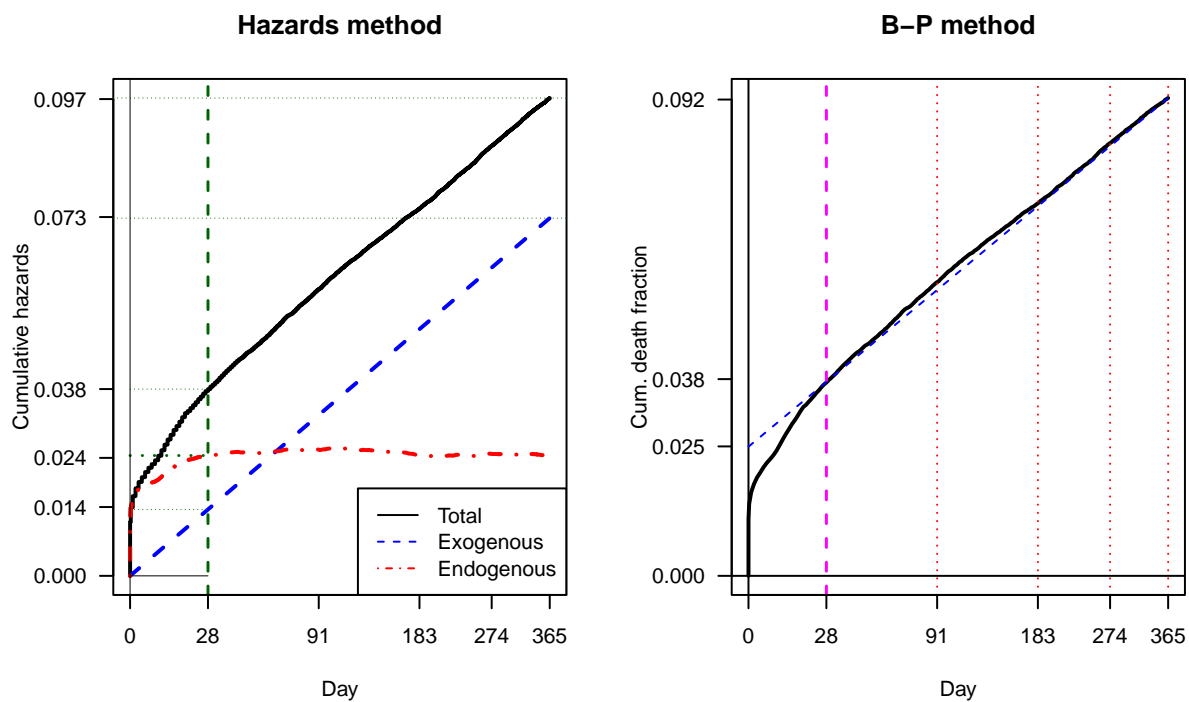 Hazards method
0.097
0.073
0.038
0.024
0.014
0.000
Cumulative hazards
Total
Exogenous
Endogenous
0 28 91 183 274 365
Day
B−P method
0.092
0.038
0.025
0.000
Cum. death fraction
0 28 91 183 274 365
Day